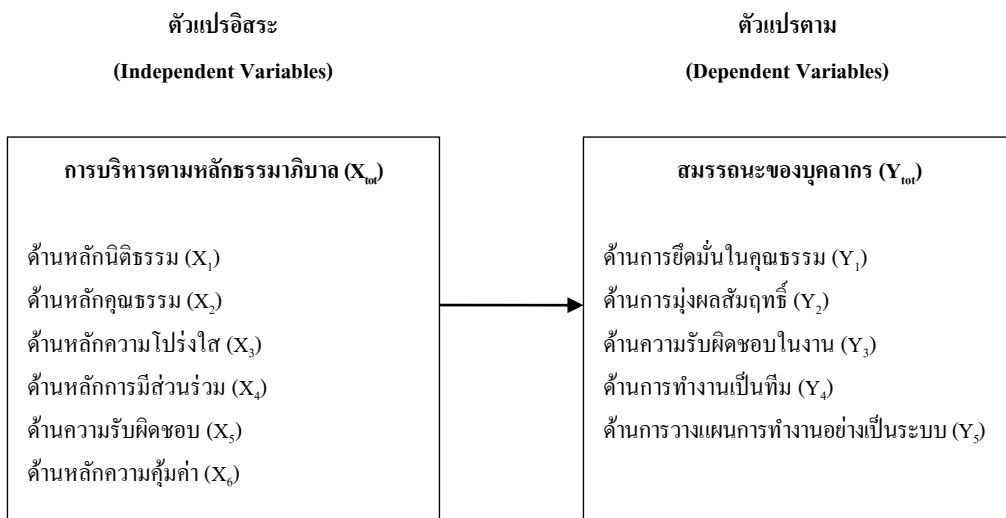 ตัวแปรอิสระ
(Independent Variables)
การบริหารตามหลักธรรมาภิบาล (Xtot)
ด้านหลักนิติธรรม (X1)
ด้านหลักคุณธรรม (X2)
ด้านหลักความโปร่งใส (X3)
ด้านหลักการมีส่วนร่วม (X4)
ด้านความรับผิดชอบ (X5)
ด้านหลักความคุ้มค่า (X6)
ตัวแปรตาม
(Dependent Variables)
สมรรถนะของบุคลากร (Ytot)
ด้านการยึดมั่นในคุณธรรม (Y1)
ด้านการมุ่งผลสัมฤทธิ์ (Y2)
ด้านความรับผิดชอบในงาน (Y3)
ด้านการทำงานเป็นทีม (Y4)
ด้านการวางแผนการทำงานอย่างเป็นระบบ (Y5)